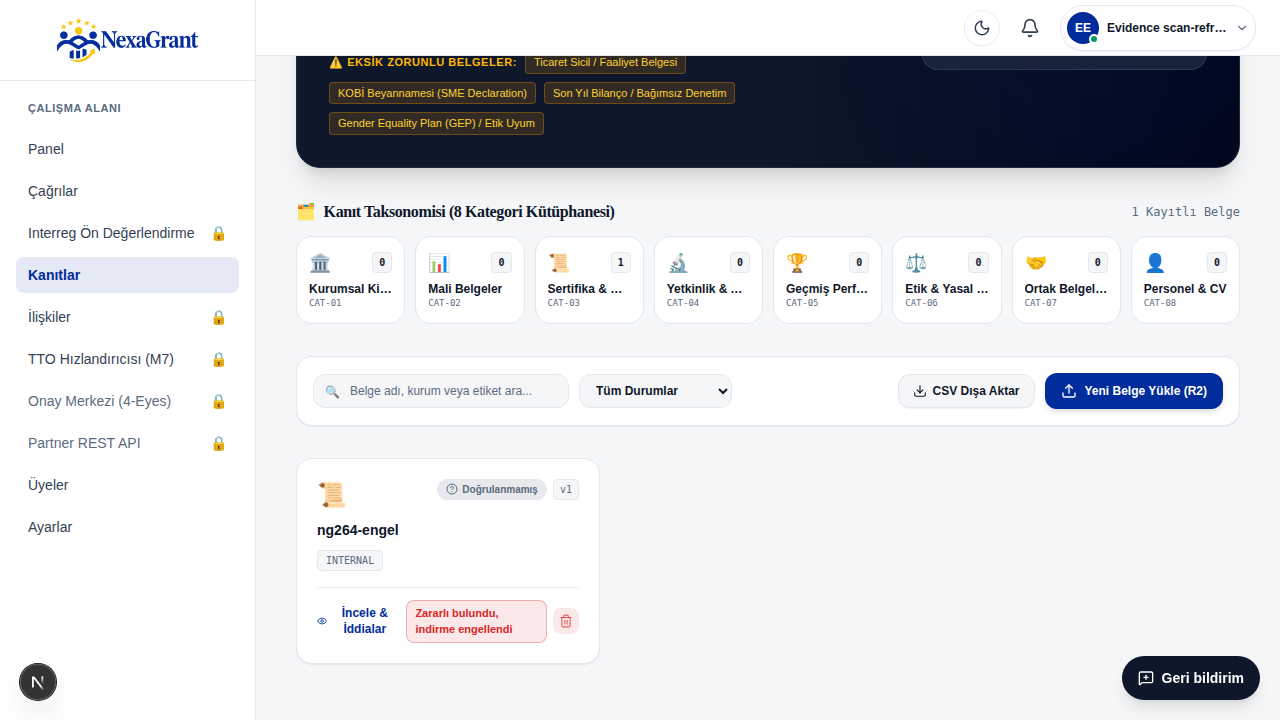 NexaGrant
EE
Evidence scan-refr…
ÇALIŞMA ALANI
Panel
Çağrılar
Interreg Ön Değerlendirme
Kanıtlar
İlişkiler
TTO Hızlandırıcısı (M7)
Onay Merkezi (4-Eyes)
Partner REST API
Üyeler
Ayarlar
N
EKSİK ZORUNLU BELGELER:
Ticaret Sicil / Faaliyet Belgesi
KOBİ Beyannamesi (SME Declaration)
Son Yıl Bilanço / Bağımsız Denetim
Gender Equality Plan (GEP) / Etik Uyum
Kanıt Taksonomisi (8 Kategori Kütüphanesi)
1 Kayıtlı Belge
0
Kurumsal Ki…
CAT-01
0
Mali Belgeler
CAT-02
1
Sertifika & …
CAT-03
0
Yetkinlik & …
CAT-04
0
Geçmiş Perf…
CAT-05
0
Etik & Yasal …
CAT-06
0
Ortak Belgel…
CAT-07
0
Personel & CV
CAT-08
Belge adı, kurum veya etiket ara...
Tüm Durumlar
CSV Dışa Aktar
Yeni Belge Yükle (R2)
Doğrulanmamış
v1
ng264-engel
INTERNAL
İncele &
İddialar
Zararlı bulundu,
indirme engellendi
Geri bildirim